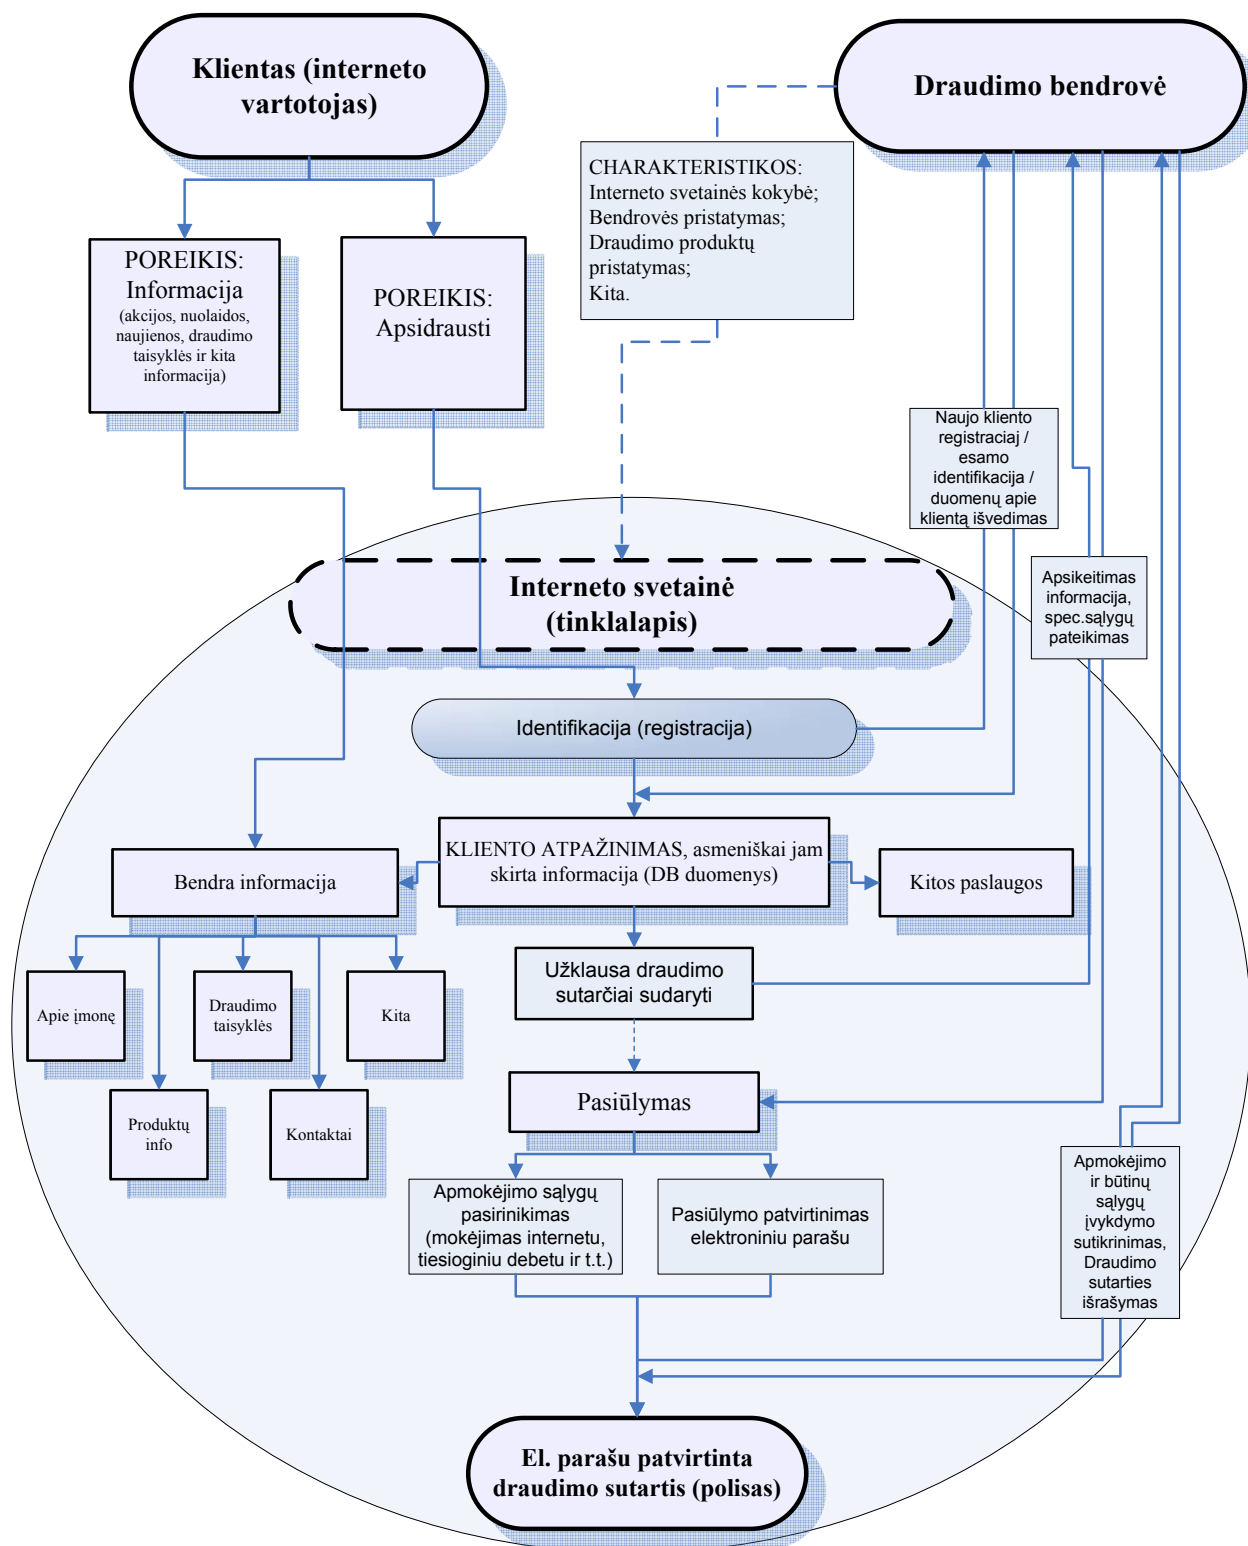 Klientas (interneto
vartotojas)
Draudimo bendrovė
CHARAKTERISTIKOS:
Interneto svetainės kokybė;
Bendrovės pristatymas;
Draudimo produktų
pristatymas;
Kita.
POREIKIS:
Informacija
(akcijos, nuolaidos,
naujienos, draudimo
taisyklės ir kita
informacija)
POREIKIS:
Apsidrausti
Naujo kliento
registraciaj /
esamo
identifikacija /
duomenų apie
klientą išvedimas
Apsikeitimas
informacija,
spec.sąlygų
pateikimas
Interneto svetainė
(tinklalapis)
Identifikacija (registracija)
KLIENTO ATPAŽINIMAS, asmeniškai jam
skirta informacija (DB duomenys)
Bendra informacija
Kitos paslaugos
Užklausa draudimo
sutarčiai sudaryti
Apie įmonę
Draudimo
taisyklės
Kita
Produktų
info
Kontaktai
Pasiūlymas
Apmokėjimo sąlygų
pasirinikimas
(mokėjimas internetu,
tiesioginiu debetu ir t.t.)
Pasiūlymo patvirtinimas
elektroniniu parašu
Apmokėjimo
ir būtinų
sąlygų
įvykdymo
sutikrinimas,
Draudimo
sutarties
išrašymas
El. parašu patvirtinta
draudimo sutartis (polisas)